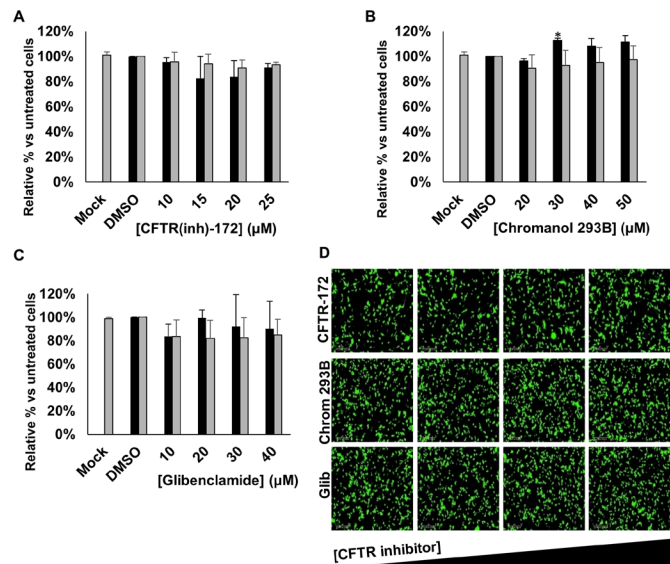 A
Relative % vs untreated cells
120%
100%
80%
60%
40%
20%
0%
Mock
DMSO
10
15
20
25
[CFTR(inh)-172] (µM)
B
Relative % vs untreated cells
120%
100%
80%
60%
40%
20%
0%
*
Mock
DMSO
20
30
40
50
[Chromanol 293B] (µM)
C
Relative % vs untreated cells
120%
100%
80%
60%
40%
20%
0%
Mock
DMSO
10
20
30
40
[Glibenclamide] (µM)
D
CFTR-172
Chrom 293B
Glib
[CFTR inhibitor]